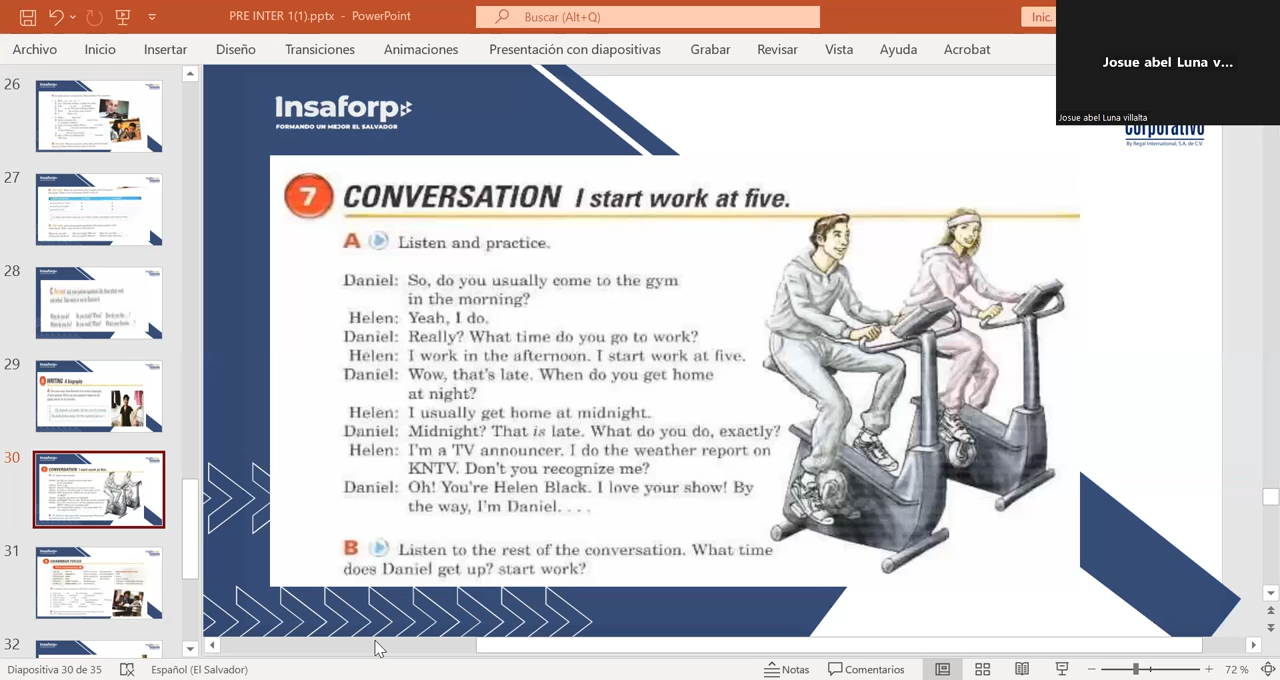 PRE INTER 1(1).pptx - PowerPoint
Buscar (Alt+Q)
Inic.
Josue abel Luna v...
Josue abel Luna villalta
Archivo Inicio Insertar Diseño Transiciones Animaciones Presentación con diapositivas Grabar Revisar Vista Ayuda Acrobat
26
27
28
29
30
31
32
Insaforp
FORMANDO UN MEJOR EL SALVADOR
Corporativo
By Regal International, S.A. de C.V.
7 CONVERSATION I start work at five.
A Listen and practice.
Daniel: So, do you usually come to the gym
in the morning?
Helen: Yeah, I do.
Daniel: Really? What time do you go to work?
Helen: I work in the afternoon. I start work at five.
Daniel: Wow, that's late. When do you get home
at night?
Helen: I usually get home at midnight.
Daniel: Midnight? That is late. What do you do, exactly?
Helen: I'm a TV announcer. I do the weather report on
KNTV. Don't you recognize me?
Daniel: Oh! You're Helen Black. I love your show! By
the way, I'm Daniel. . . .
B Listen to the rest of the conversation. What time
does Daniel get up? start work?
Diapositiva 30 de 35 Español (El Salvador) Notas Comentarios 72 %